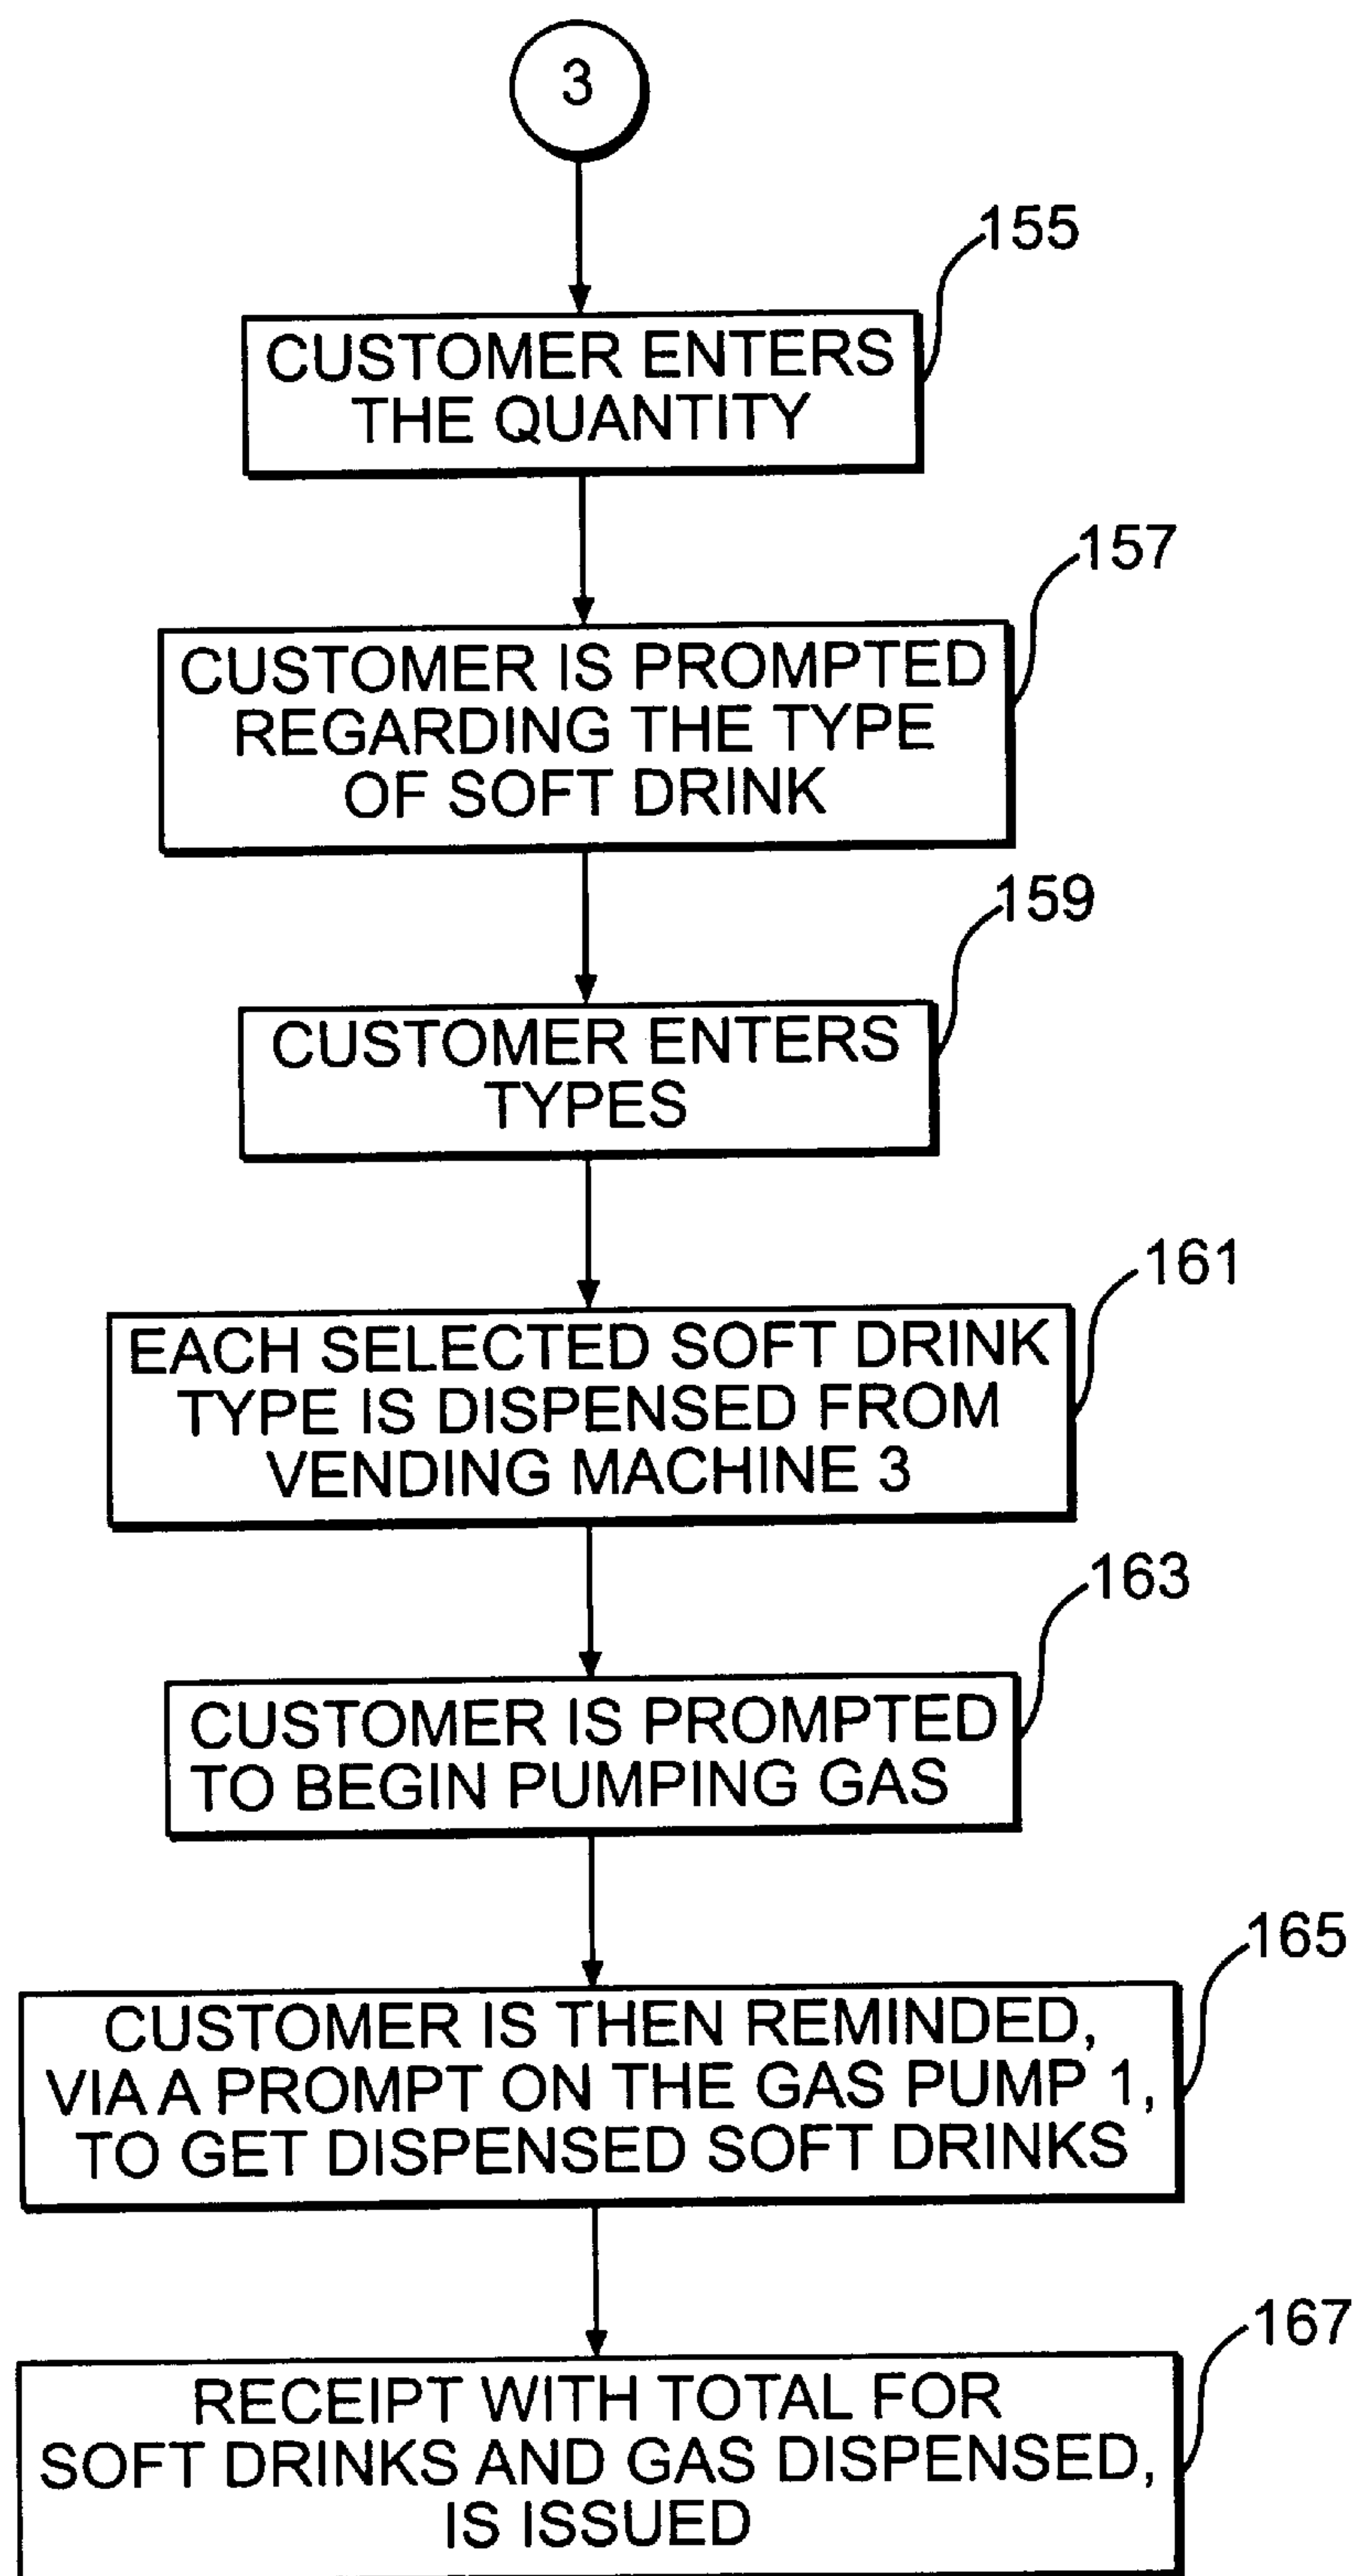 3
155
CUSTOMER ENTERS
THE QUANTITY
157
CUSTOMER IS PROMPTED
REGARDING THE TYPE
OF SOFT DRINK
159
CUSTOMER ENTERS
TYPES
161
EACH SELECTED SOFT DRINK
TYPE IS DISPENSED FROM
VENDING MACHINE 3
163
CUSTOMER IS PROMPTED
TO BEGIN PUMPING GAS
165
CUSTOMER IS THEN REMINDED,
VIA A PROMPT ON THE GAS PUMP 1,
TO GET DISPENSED SOFT DRINKS
167
RECEIPT WITH TOTAL FOR
SOFT DRINKS AND GAS DISPENSED,
IS ISSUED